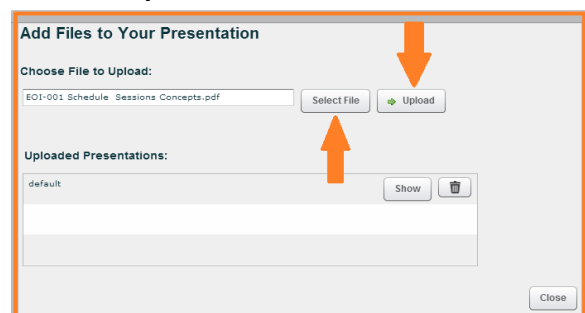 Add Files to Your Presentation
Choose File to Upload:
EOI-001 Schedule Sessions Concepts.pdf
Select File
Upload
Uploaded Presentations:
default
Show
Close